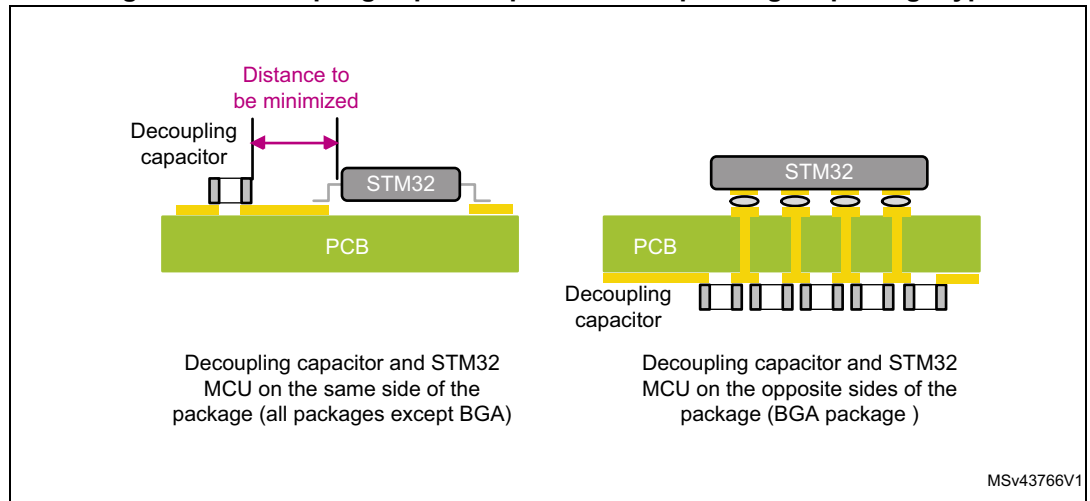 Distance to
be minimized
Decoupling
capacitor
STM32
PCB
Decoupling capacitor and STM32
MCU on the same side of the
package (all packages except BGA)
STM32
PCB
Decoupling
capacitor
Decoupling capacitor and STM32
MCU on the opposite sides of the
package (BGA package )
MSv43766V1